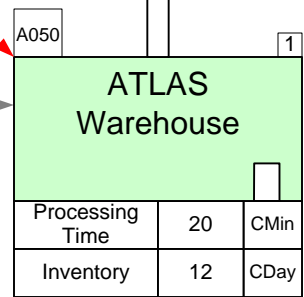 A050
1
ATLAS
Warehouse
Processing
Time
20
CMin
Inventory
12
CDay